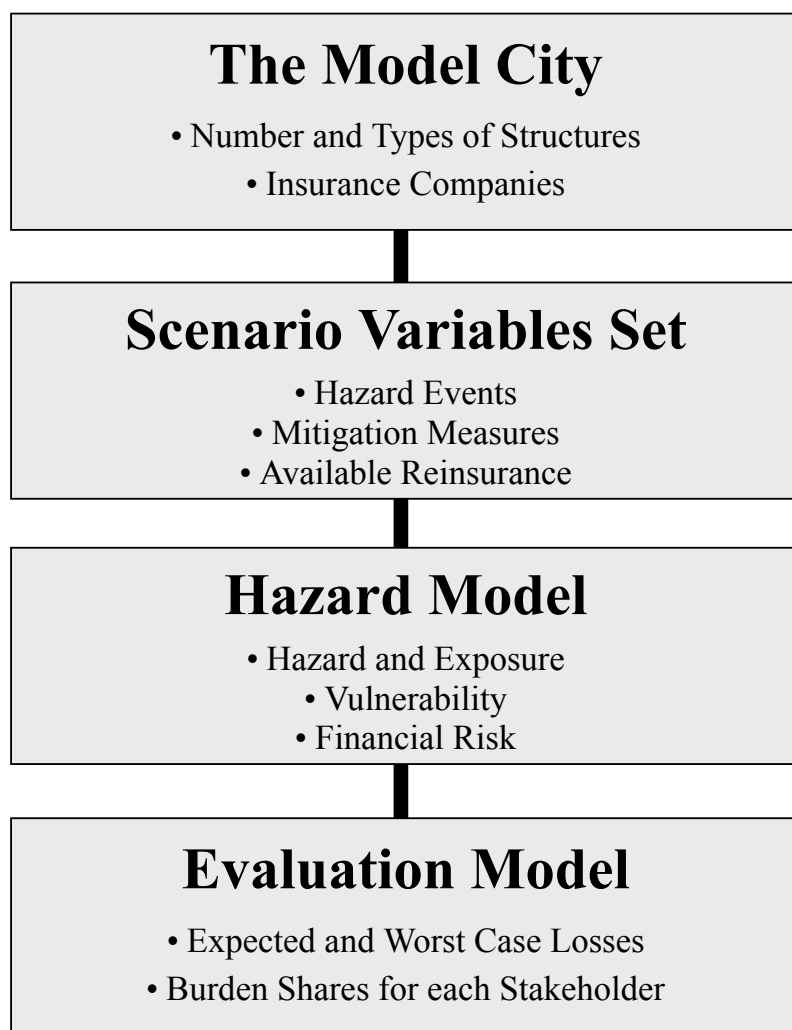 The Model City
• Number and Types of Structures
• Insurance Companies
Scenario Variables Set
• Hazard Events
• Mitigation Measures
• Available Reinsurance
Hazard Model
• Hazard and Exposure
• Vulnerability
• Financial Risk
Evaluation Model
• Expected and Worst Case Losses
• Burden Shares for each Stakeholder